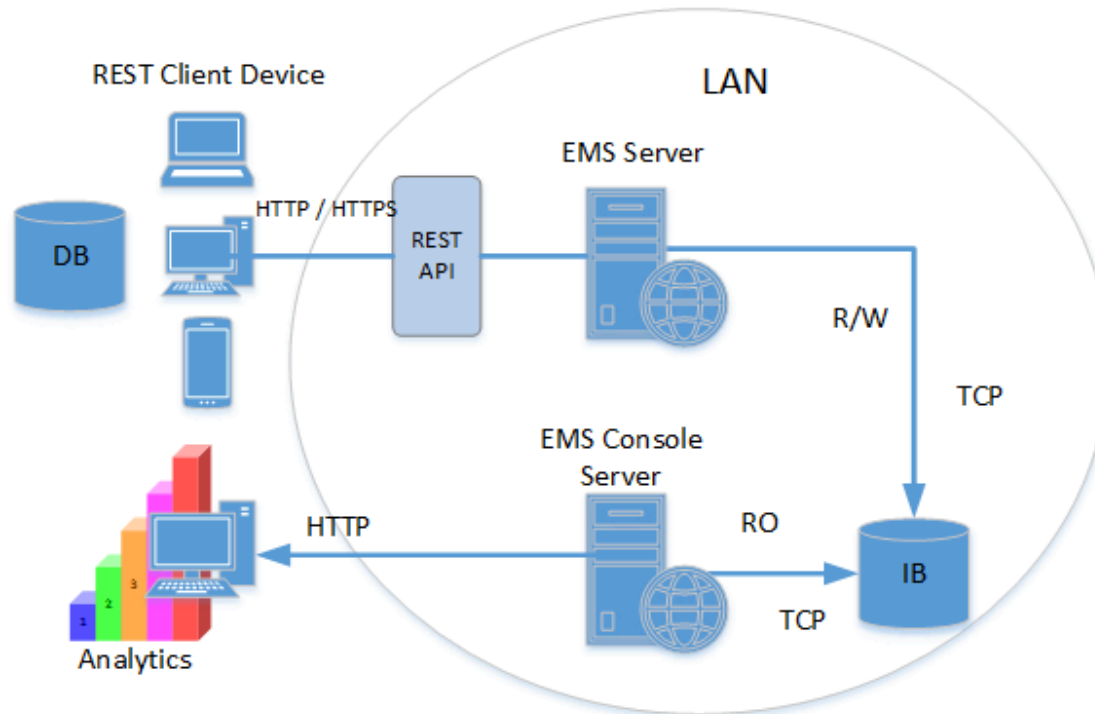 REST Client Device
LAN
EMS Server
HTTP / HTTPS
REST
API
DB
R/W
TCP
EMS Console
Server
HTTP
RO
IB
TCP
3
2
1
Analytics